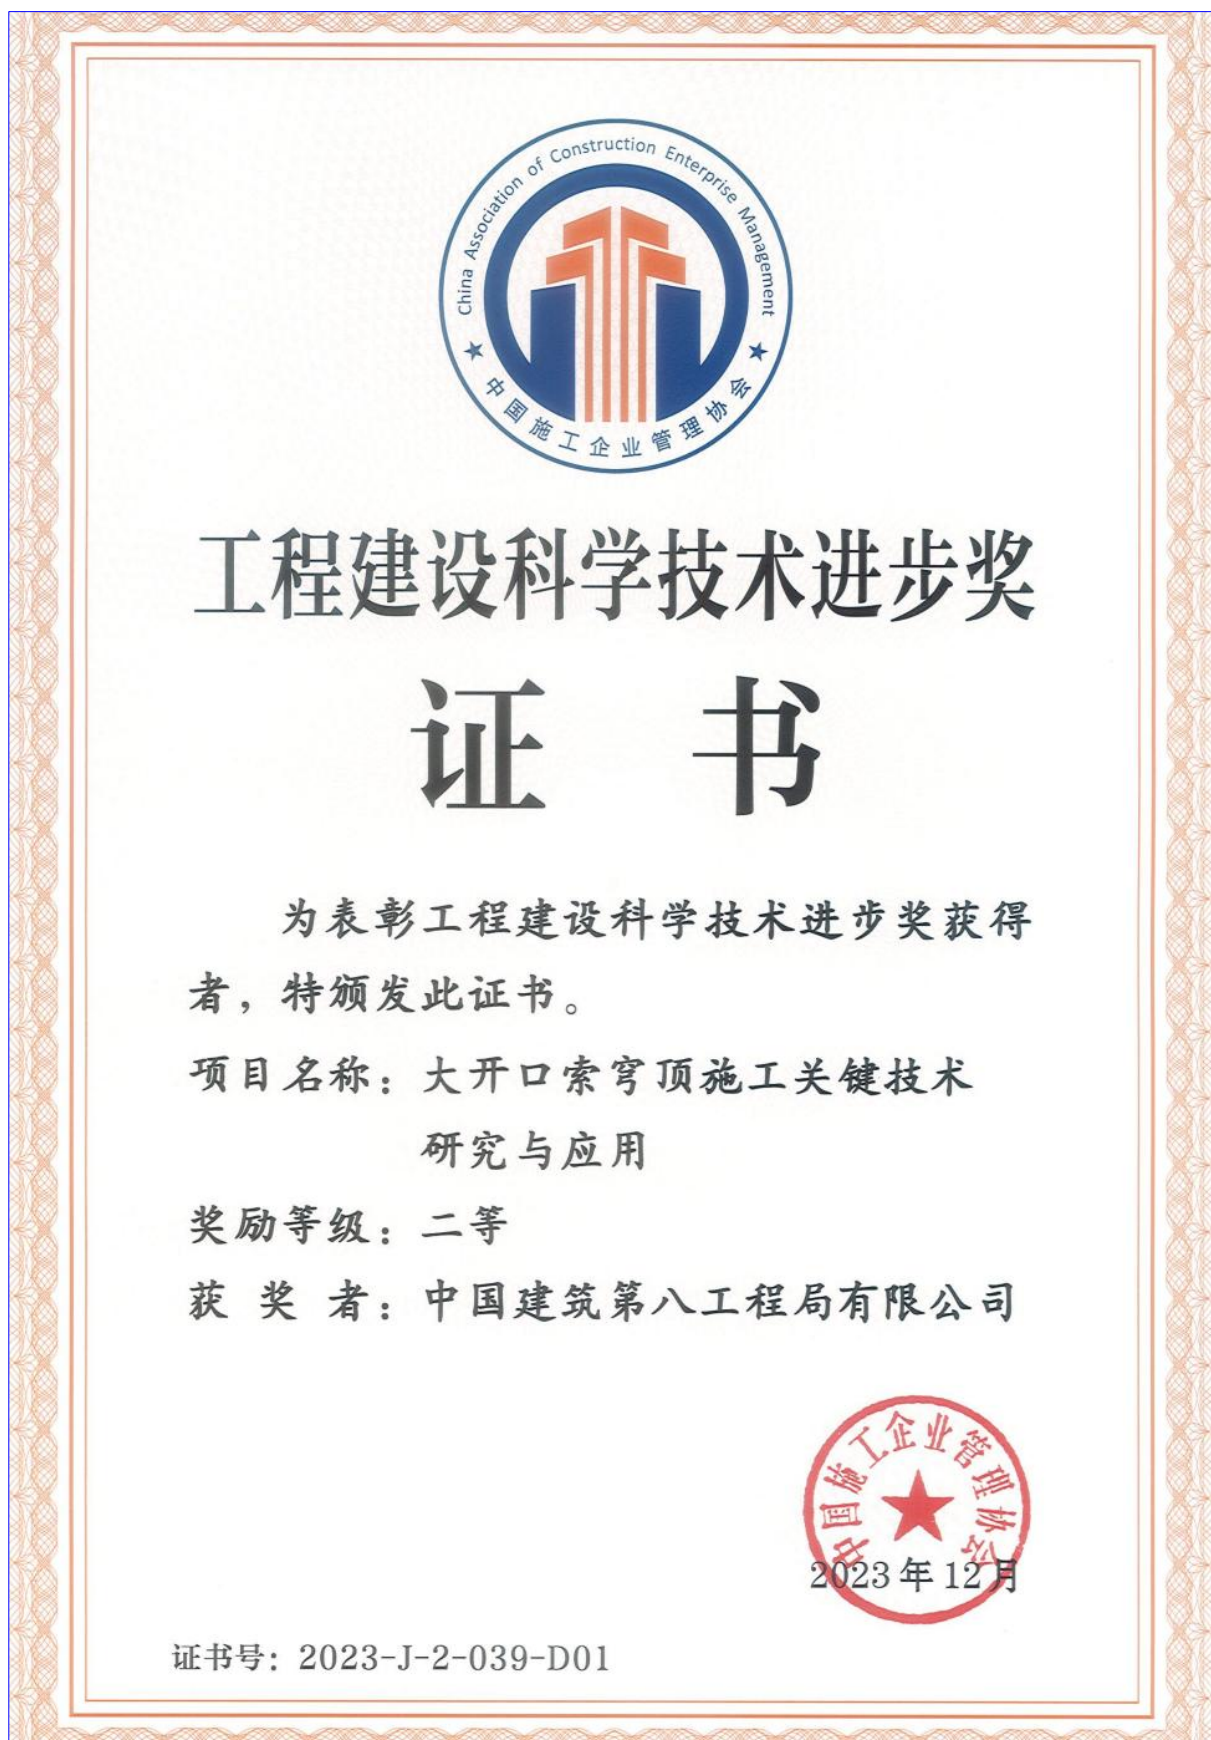 China Association of Construction Enterprise Management
★ 中国施工企业管理协会 ★
工程建设科学技术进步奖
证 书
为表彰工程建设科学技术进步奖获得
者，特颁发此证书。
项目名称：大开口索穹顶施工关键技术
研究与应用
奖励等级：二等
获 奖 者：中国建筑第八工程局有限公司
中国施工企业管理协会
2023年12月
证书号：2023-J-2-039-D01